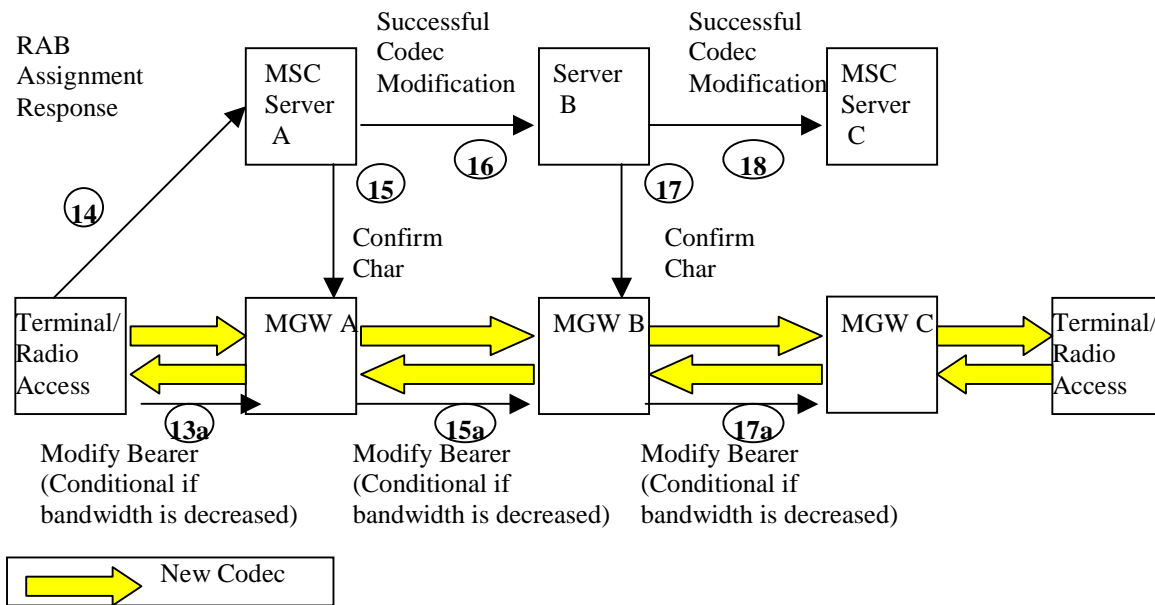 RAB
Assignment
Response
MSC
Server
A
Successful
Codec
Modification
Server
B
Successful
Codec
Modification
MSC
Server
C
14
15
16
17
18
Confirm
Char
Confirm
Char
Terminal/
Radio
Access
MGW A
MGW B
MGW C
Terminal/
Radio
Access
13a
15a
17a
Modify Bearer
(Conditional if
bandwidth is decreased)
Modify Bearer
(Conditional if
bandwidth is decreased)
Modify Bearer
(Conditional if
bandwidth is decreased)
New Codec